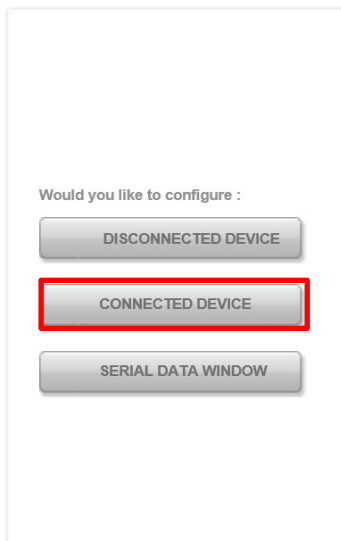 Would you like to configure :
DISCONNECTED DEVICE
CONNECTED DEVICE
SERIAL DATA WINDOW